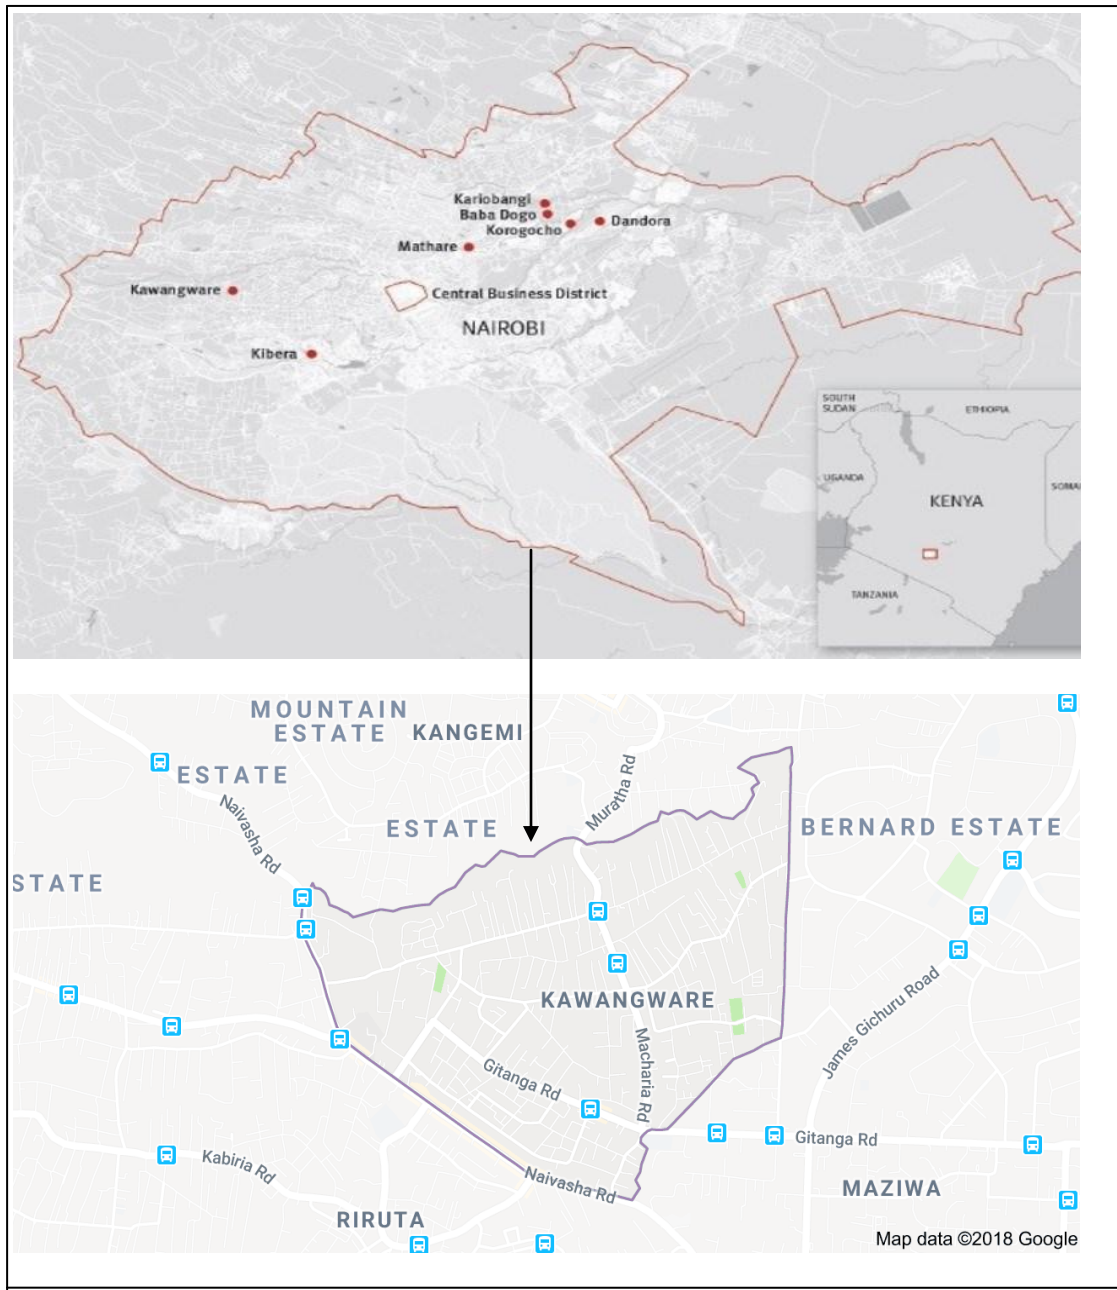 Kariobangi
Baba Dogo
Korogocho
Dandora
Mathare
Kawangware
Central Business District
NAIROBI
Kibera
SOUTH
SUDAN
ETHIOPIA
UGANDA
KENYA
SOMA
TANZANIA
MOUNTAIN
ESTATE
KANGEMI
ESTATE
Naivasha Rd
Muratha Rd
ESTATE
BERNARD ESTATE
STATE
KAWANGWARE
James Gichuru Road
Macharia Rd
Gitanga Rd
Gitanga Rd
Kabiria Rd
Naivasha Rd
MAZIWA
RIRUTA
Map data ©2018 Google